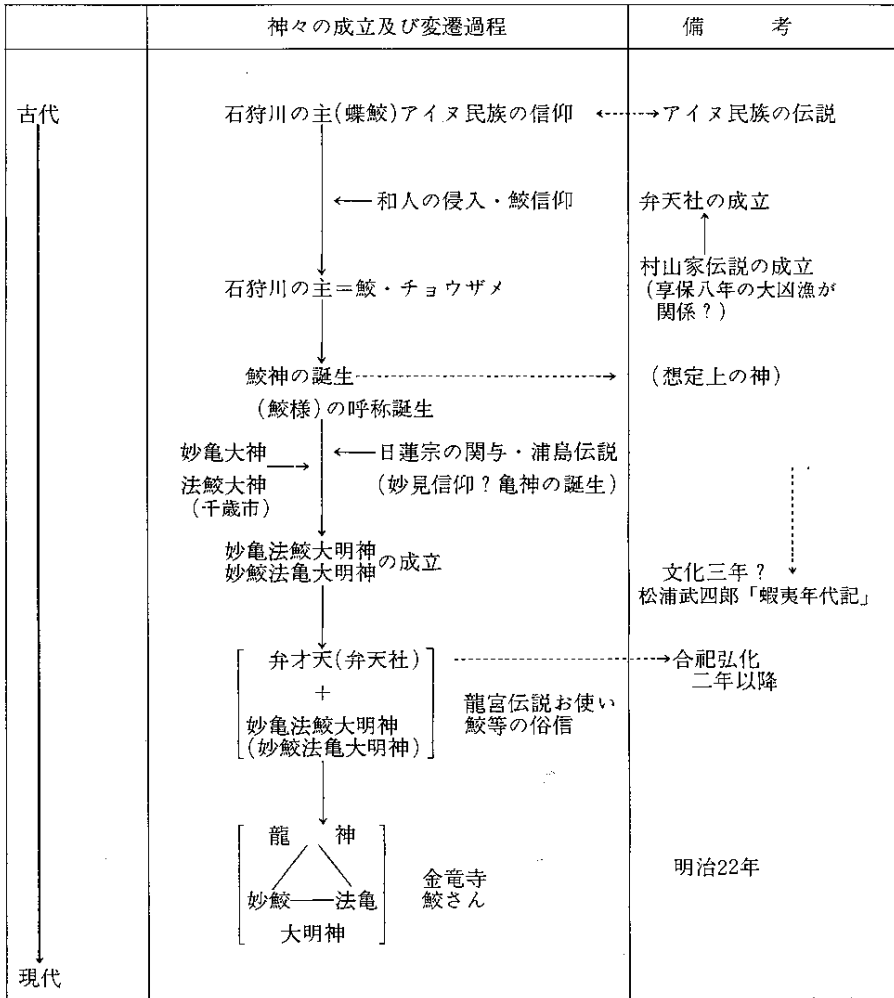 神々の成立及び変遷過程
備考
古代
石狩川の主(蝶鮫)アイヌ民族の信仰
アイヌ民族の伝説
和人の侵入・鮫信仰
弁天社の成立
村山家伝説の成立
(享保八年の大凶漁が
関係?)
石狩川の主=鮫・チョウザメ
鮫神の誕生
(想定上の神)
(鮫様)の呼称誕生
妙亀大神
法鮫大神
(千歳市)
日蓮宗の関与・浦島伝説
(妙見信仰?亀神の誕生)
妙亀法鮫大明神
妙鮫法亀大明神
の成立
文化三年?
松浦武四郎「蝦夷年代記」
弁才天(弁天社)
+
妙亀法鮫大明神
(妙鮫法亀大明神)
合祀弘化
二年以降
龍宮伝説お使い
鮫等の俗信
龍神
妙鮫 法亀
大明神
金竜寺
鮫さん
明治22年
現代